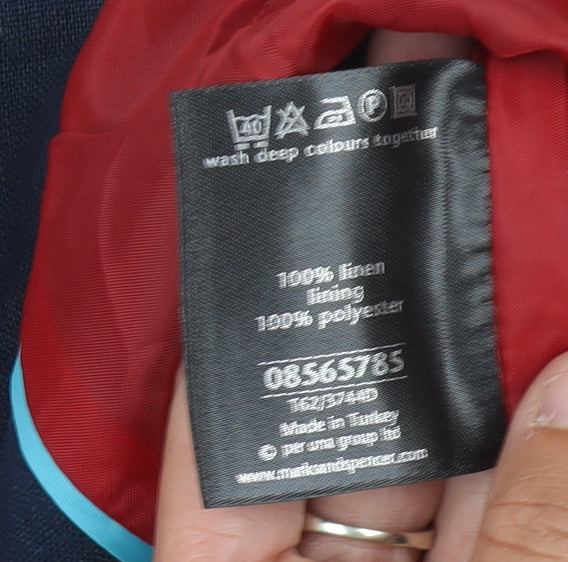 40 P
wash deep colours together
100% linen
lining
100% polyester
08565785
T62/3744D
Made in Turkey
© per una group ltd
www.marksandspencer.com